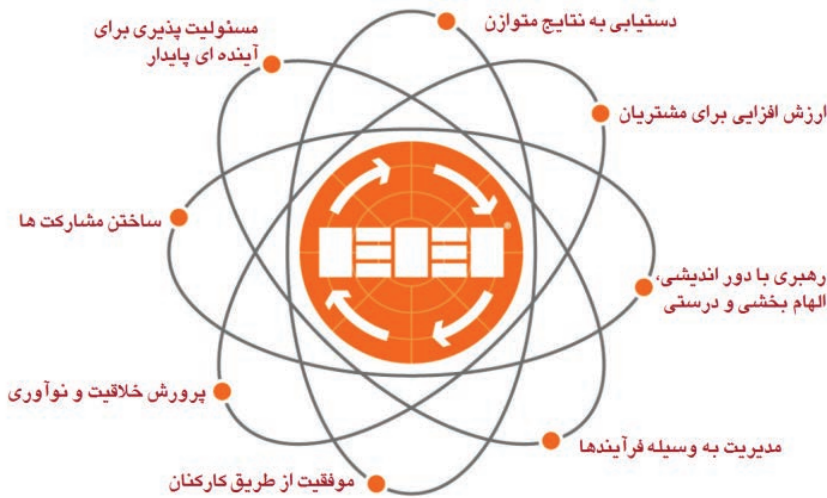 دستیابی به نتایج متوازن
ارزش افزایی برای مشتریان
رهبری با دور اندیشی،
الهام بخشی و درستی
مدیریت به وسیله فرآیندها
موفقیت از طریق کارکنان
پرورش خلاقیت و نوآوری
ساختن مشارکت ها
مسئولیت پذیری برای
آینده ای پایدار
®